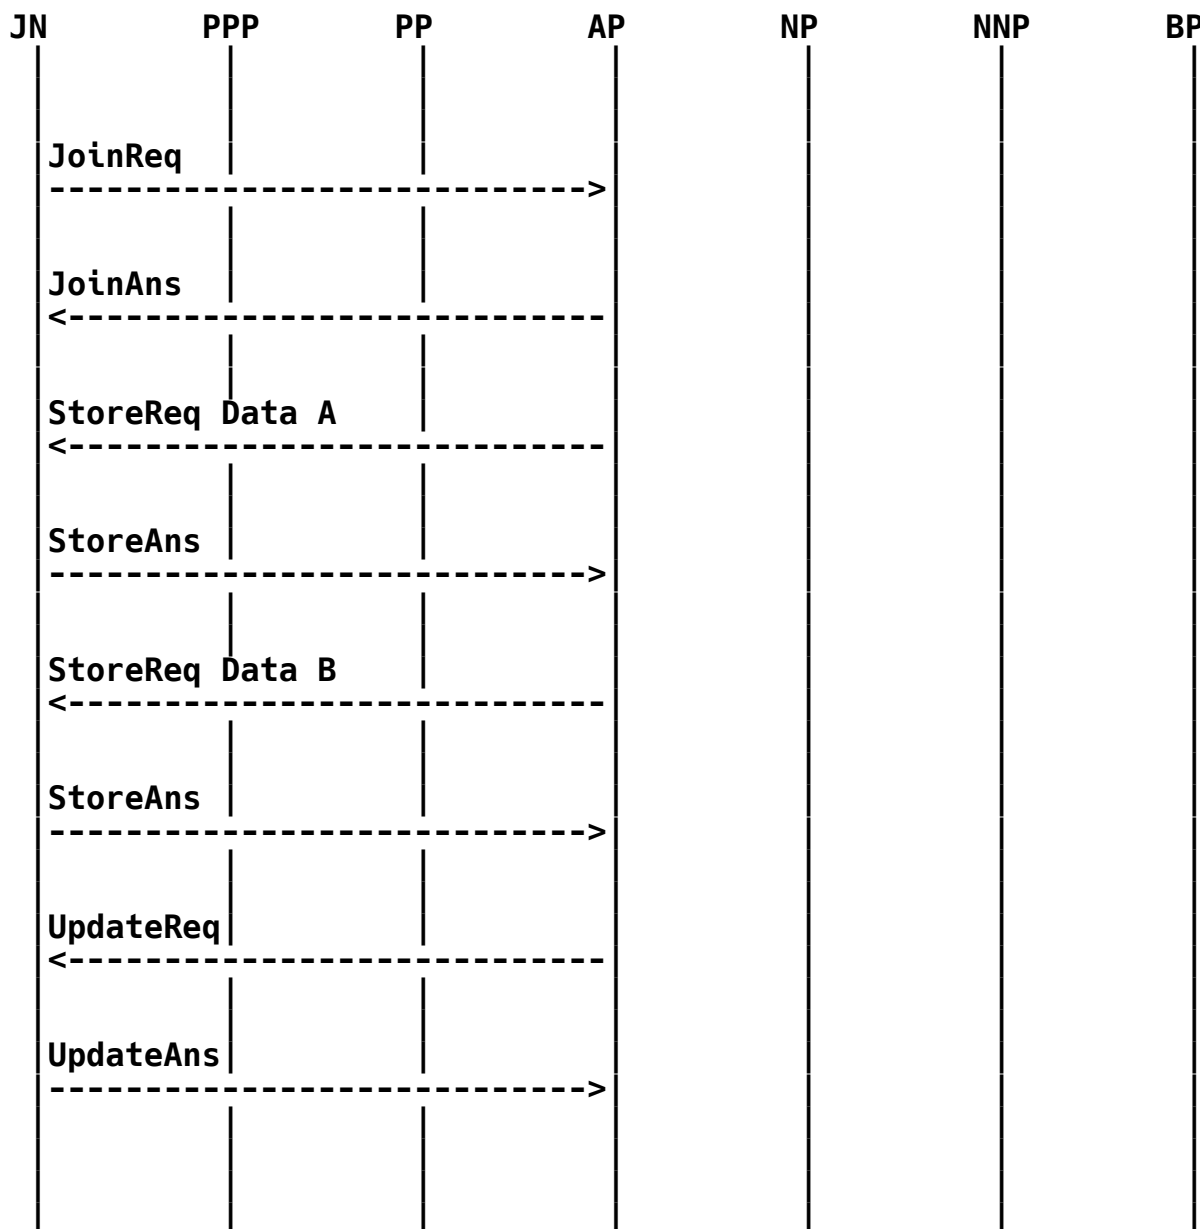 JN PPP PP AP NP NNP BP
JoinReq
JoinAns
StoreReq Data A
StoreAns
StoreReq Data B
StoreAns
UpdateReq
UpdateAns